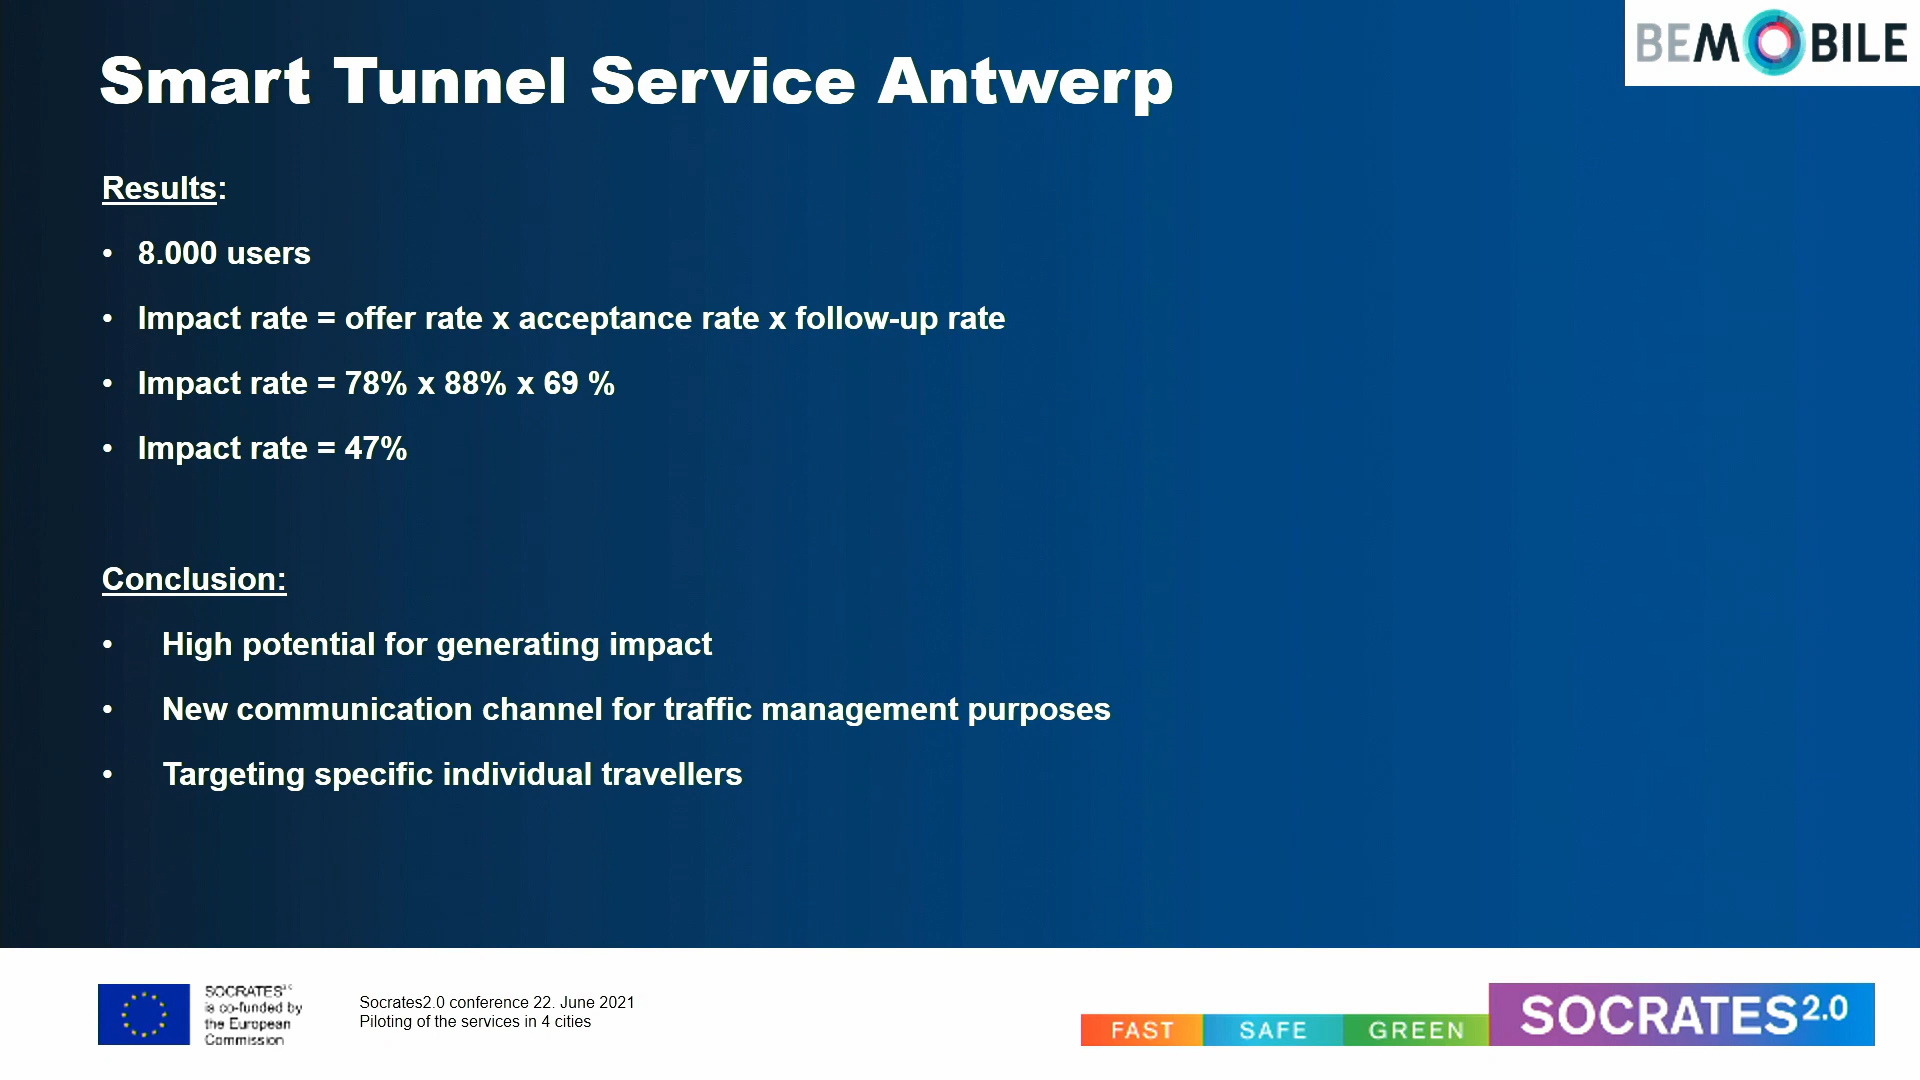 BEMOBILE
Smart Tunnel Service Antwerp
Results:
• 8.000 users
• Impact rate = offer rate x acceptance rate x follow-up rate
• Impact rate = 78% x 88% x 69 %
• Impact rate = 47%
Conclusion:
• High potential for generating impact
• New communication channel for traffic management purposes
• Targeting specific individual travellers
SOCRATES2.0
is co-funded by
the European
Commission
Socrates2.0 conference 22. June 2021
Piloting of the services in 4 cities
FAST SAFE GREEN SOCRATES2.0